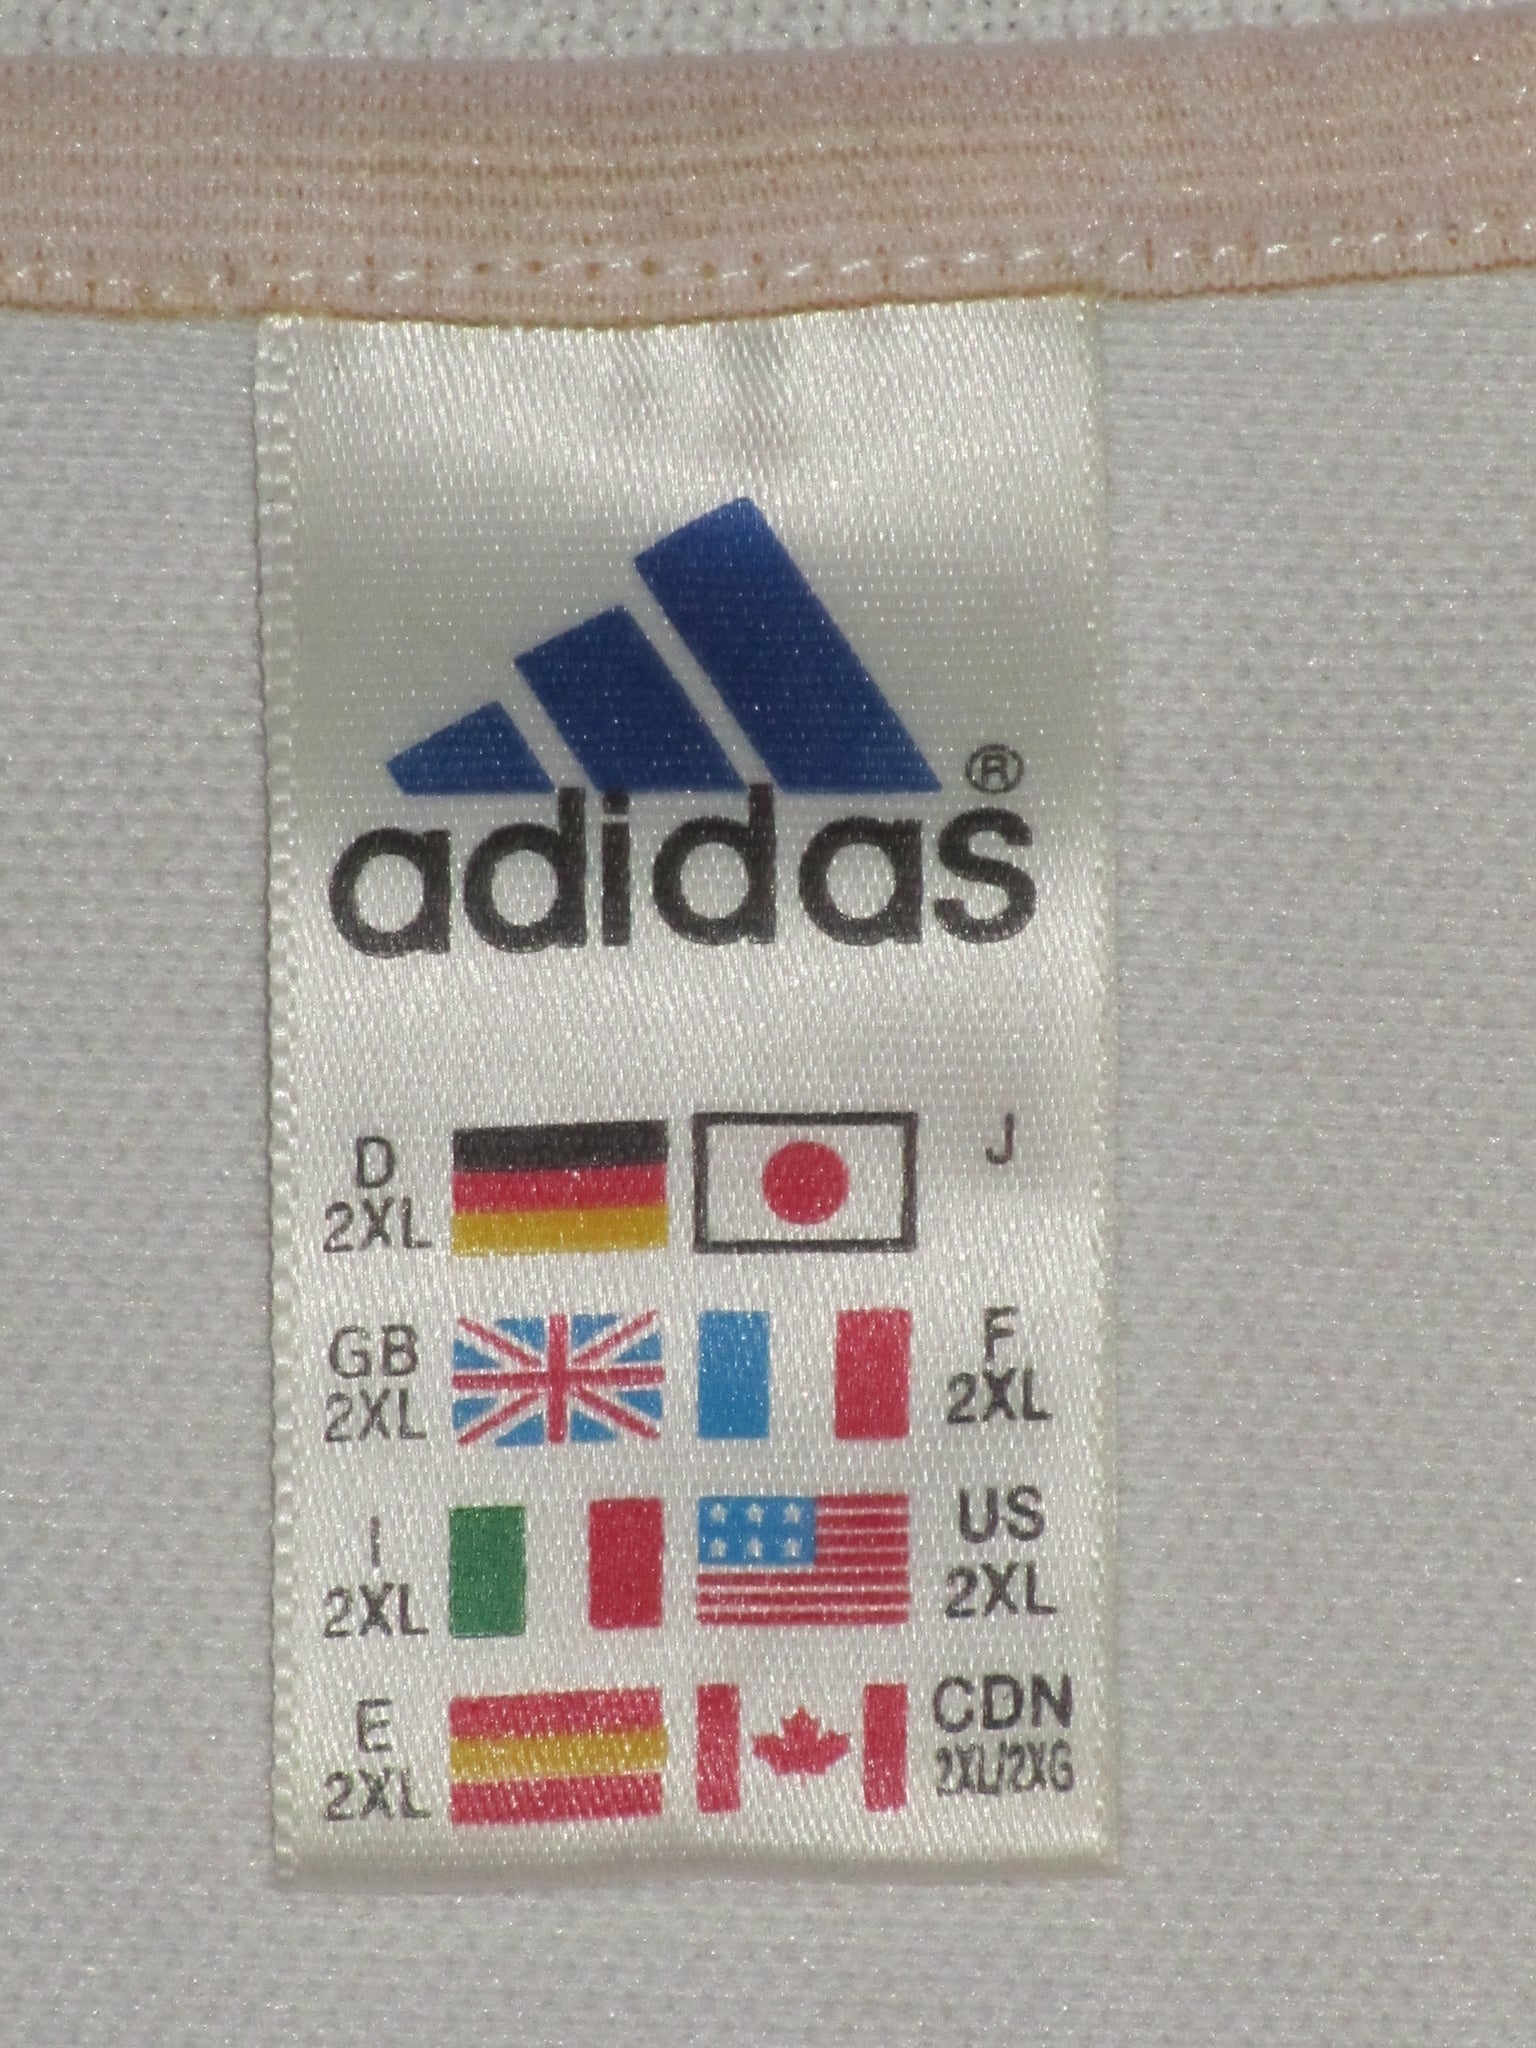 adidas®
D
2XL
J
GB
2XL
F
2XL
I
2XL
US
2XL
E
2XL
CDN
2XL/2XG